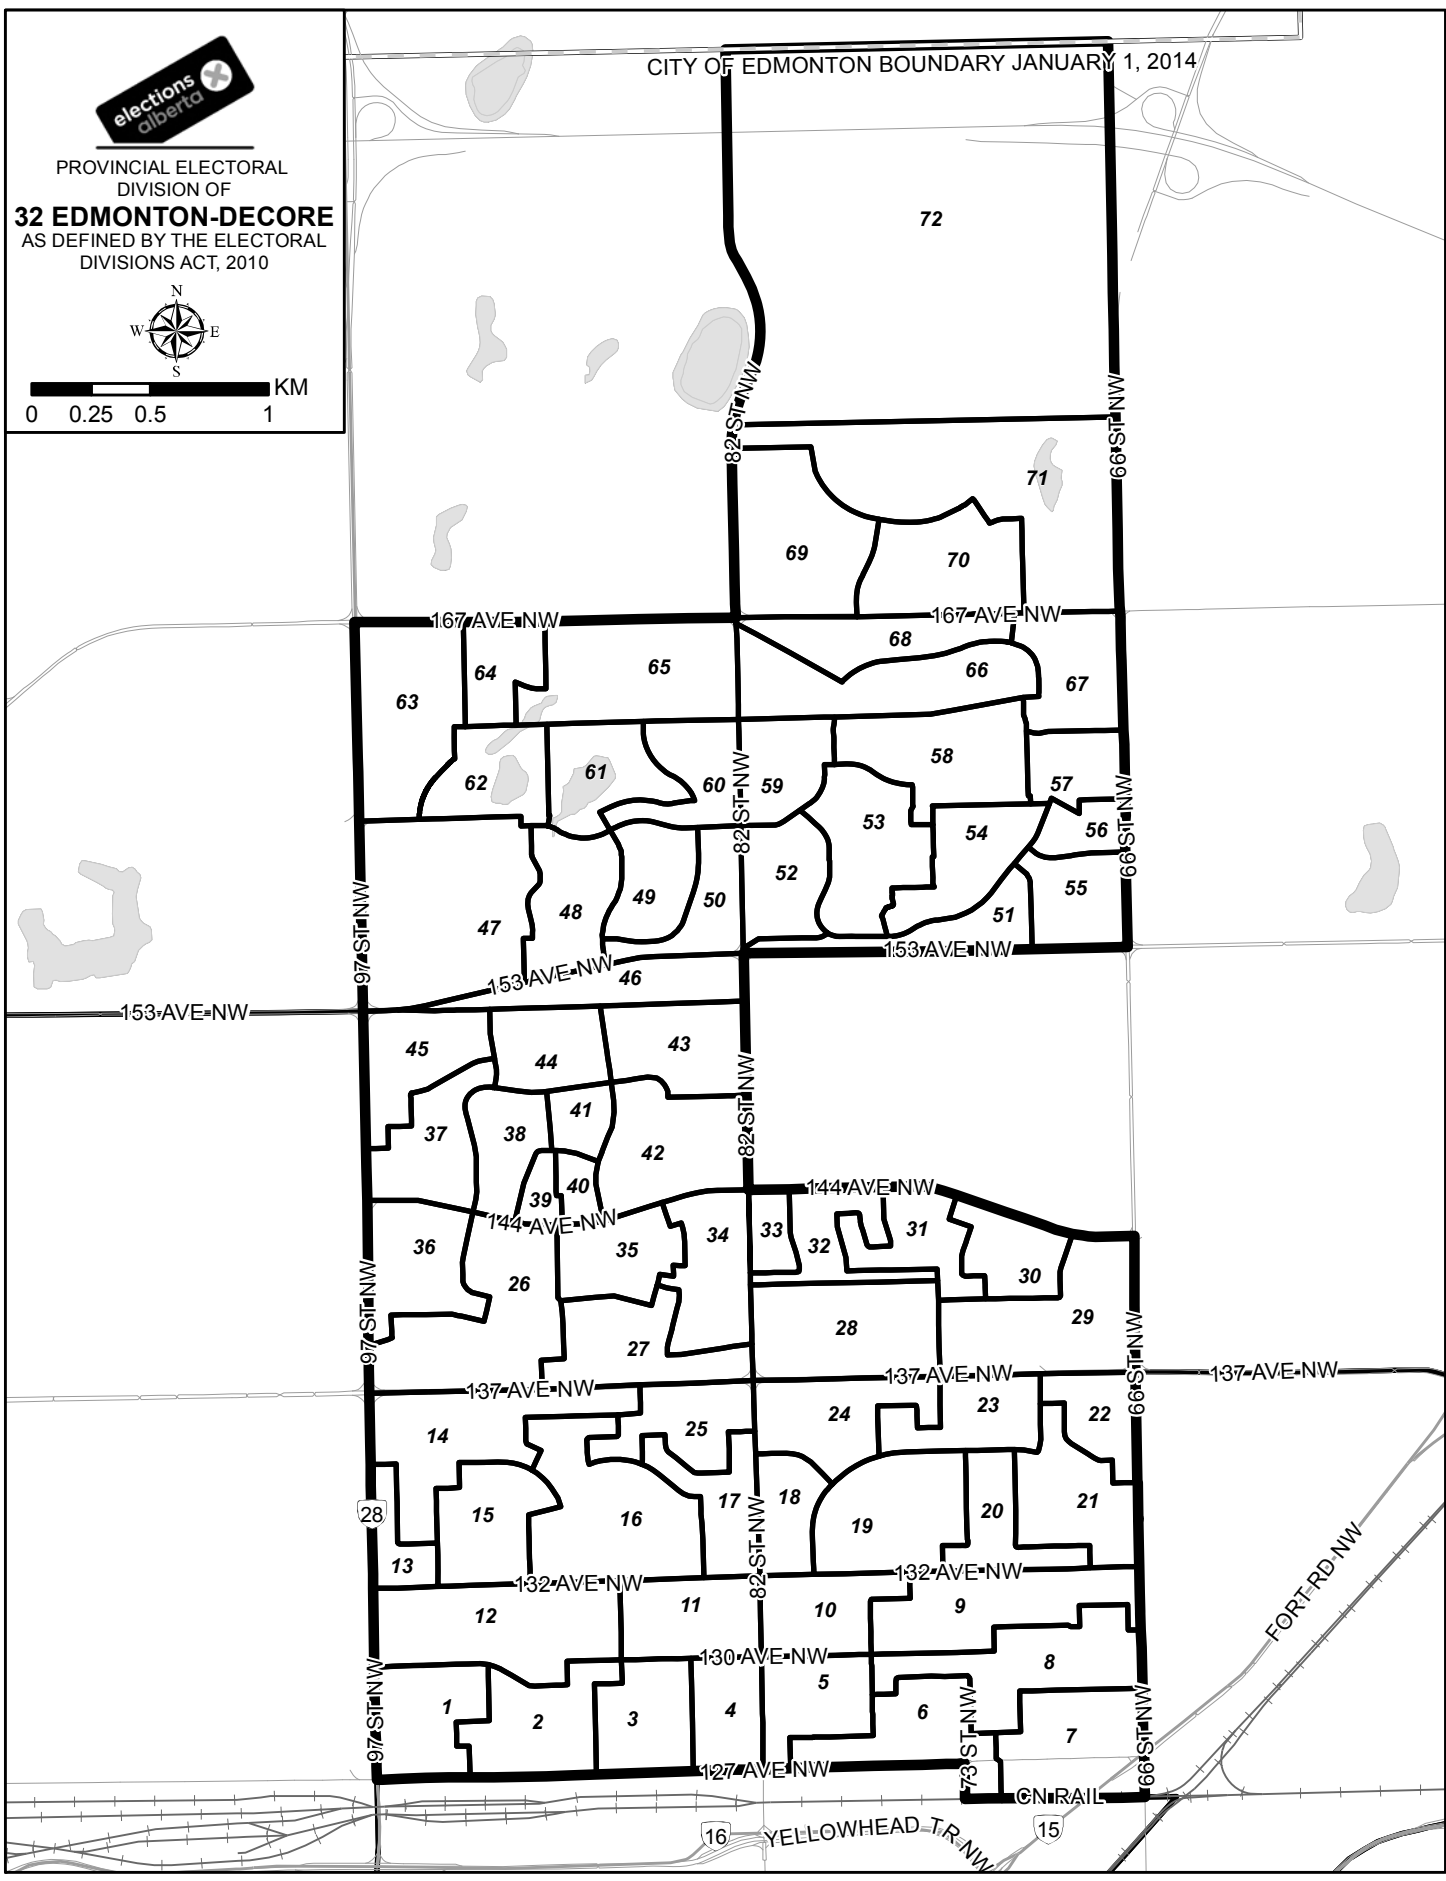 elections
alberta
PROVINCIAL ELECTORAL
DIVISION OF
32 EDMONTON-DECORE
AS DEFINED BY THE ELECTORAL
DIVISIONS ACT, 2010
N
W E
S
KM
0 0.25 0.5 1
CITY OF EDMONTON BOUNDARY JANUARY 1, 2014
72
82 ST NW
66 ST NW
71
69
70
167 AVE NW
167 AVE NW
68
65
66
64
67
63
58
61
62
60
59
57
82 ST NW
66 ST NW
53
54
56
52
55
49
50
48
51
47
97 ST NW
153 AVE NW
153 AVE NW
46
153 AVE NW
45
44
43
82 ST NW
41
37
38
42
40
39
144 AVE NW
144 AVE NW
36
35
34
33
32
31
26
30
97 ST NW
29
28
27
66 ST NW
137 AVE NW
137 AVE NW
137 AVE NW
14
25
24
23
22
28
15
16
17
18
19
20
21
82 ST NW
FORT RD NW
13
132 AVE NW
132 AVE NW
12
11
10
9
130 AVE NW
8
97 ST NW
1
2
3
4
5
6
7
73 ST NW
66 ST NW
127 AVE NW
CN RAIL
16
YELLOWHEAD TR NW
15